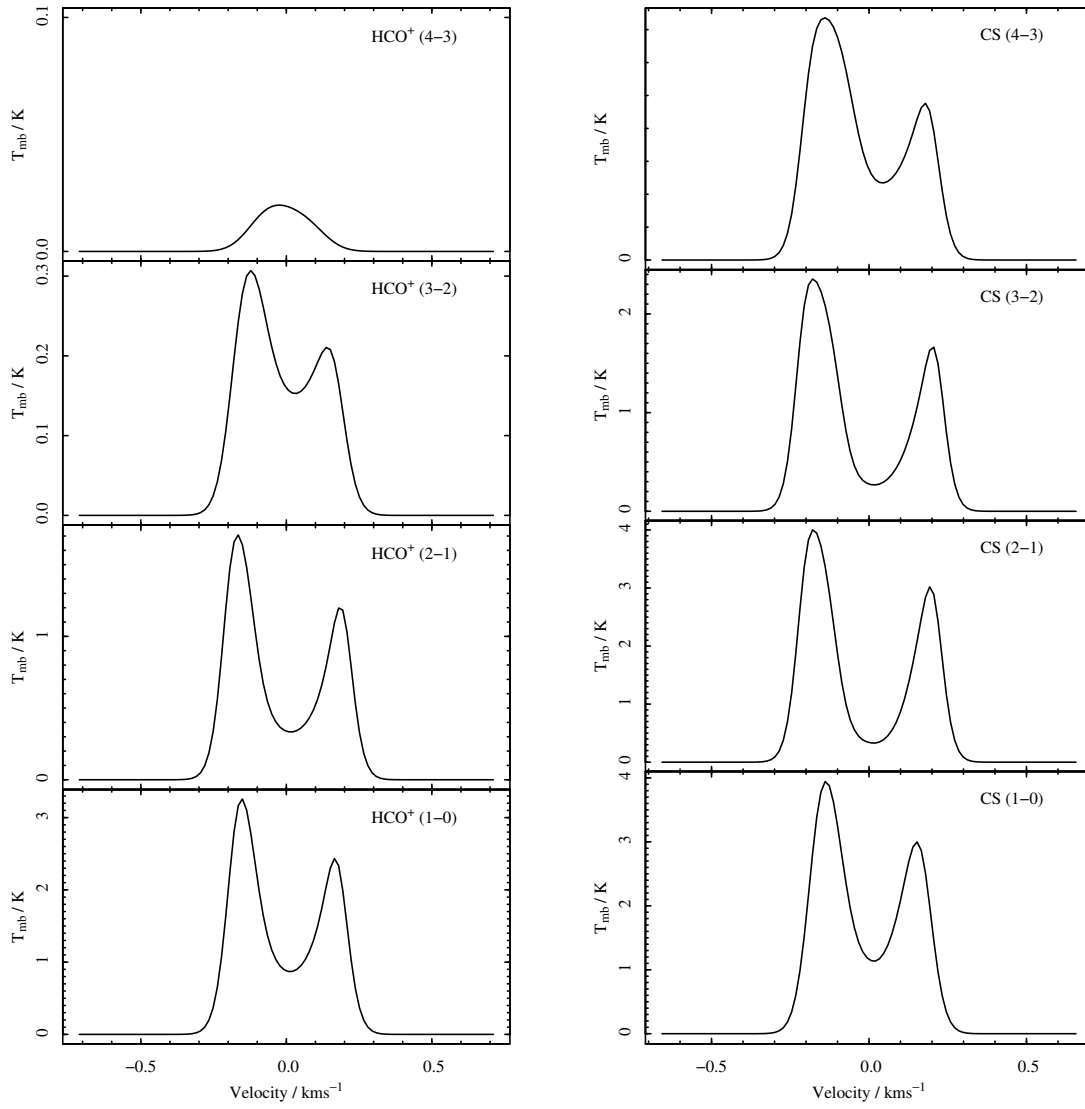 HCO⁺ (4−3)
T_mb / K
0.0
0.1
HCO⁺ (3−2)
T_mb / K
0.0
0.1
0.2
0.3
HCO⁺ (2−1)
T_mb / K
0
1
HCO⁺ (1−0)
T_mb / K
0
1
2
3
−0.5
0.0
0.5
Velocity / kms⁻¹
CS (4−3)
T_mb / K
0
CS (3−2)
T_mb / K
0
1
2
CS (2−1)
T_mb / K
0
1
2
3
4
CS (1−0)
T_mb / K
0
1
2
3
4
−0.5
0.0
0.5
Velocity / kms⁻¹